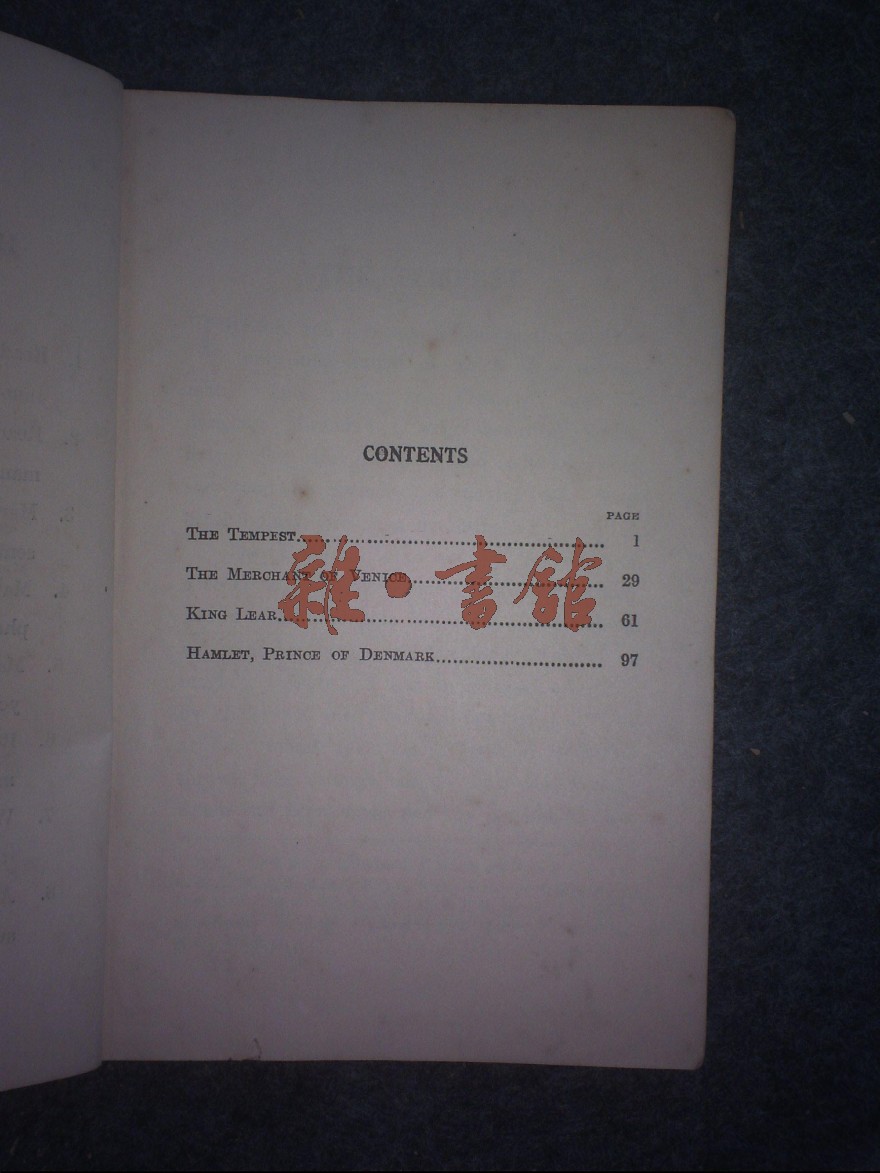 CONTENTS
PAGE
THE TEMPEST........................................ 1
THE MERCHANT OF VENICE........................ 29
KING LEAR........................................ 61
HAMLET, PRINCE OF DENMARK........................ 97
雜·書館